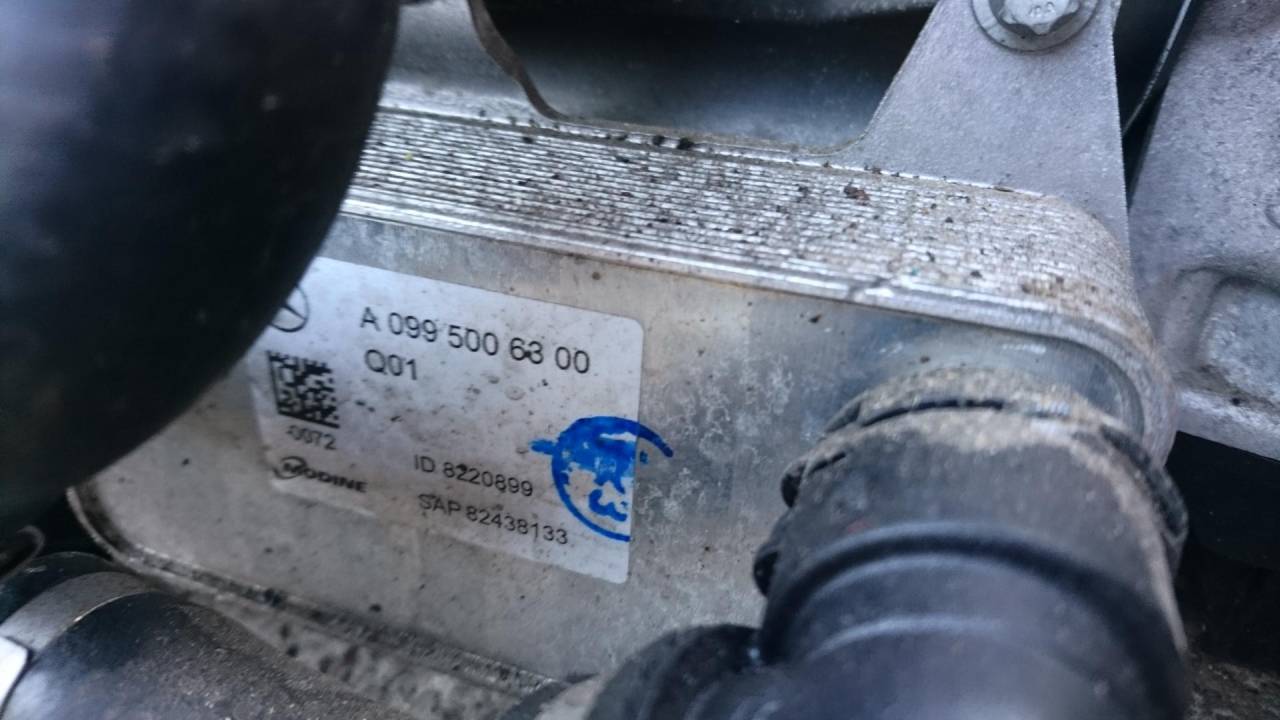 A 099 500 63 00
Q01
-0072
MODINE
ID 8220899
SAP 82438133